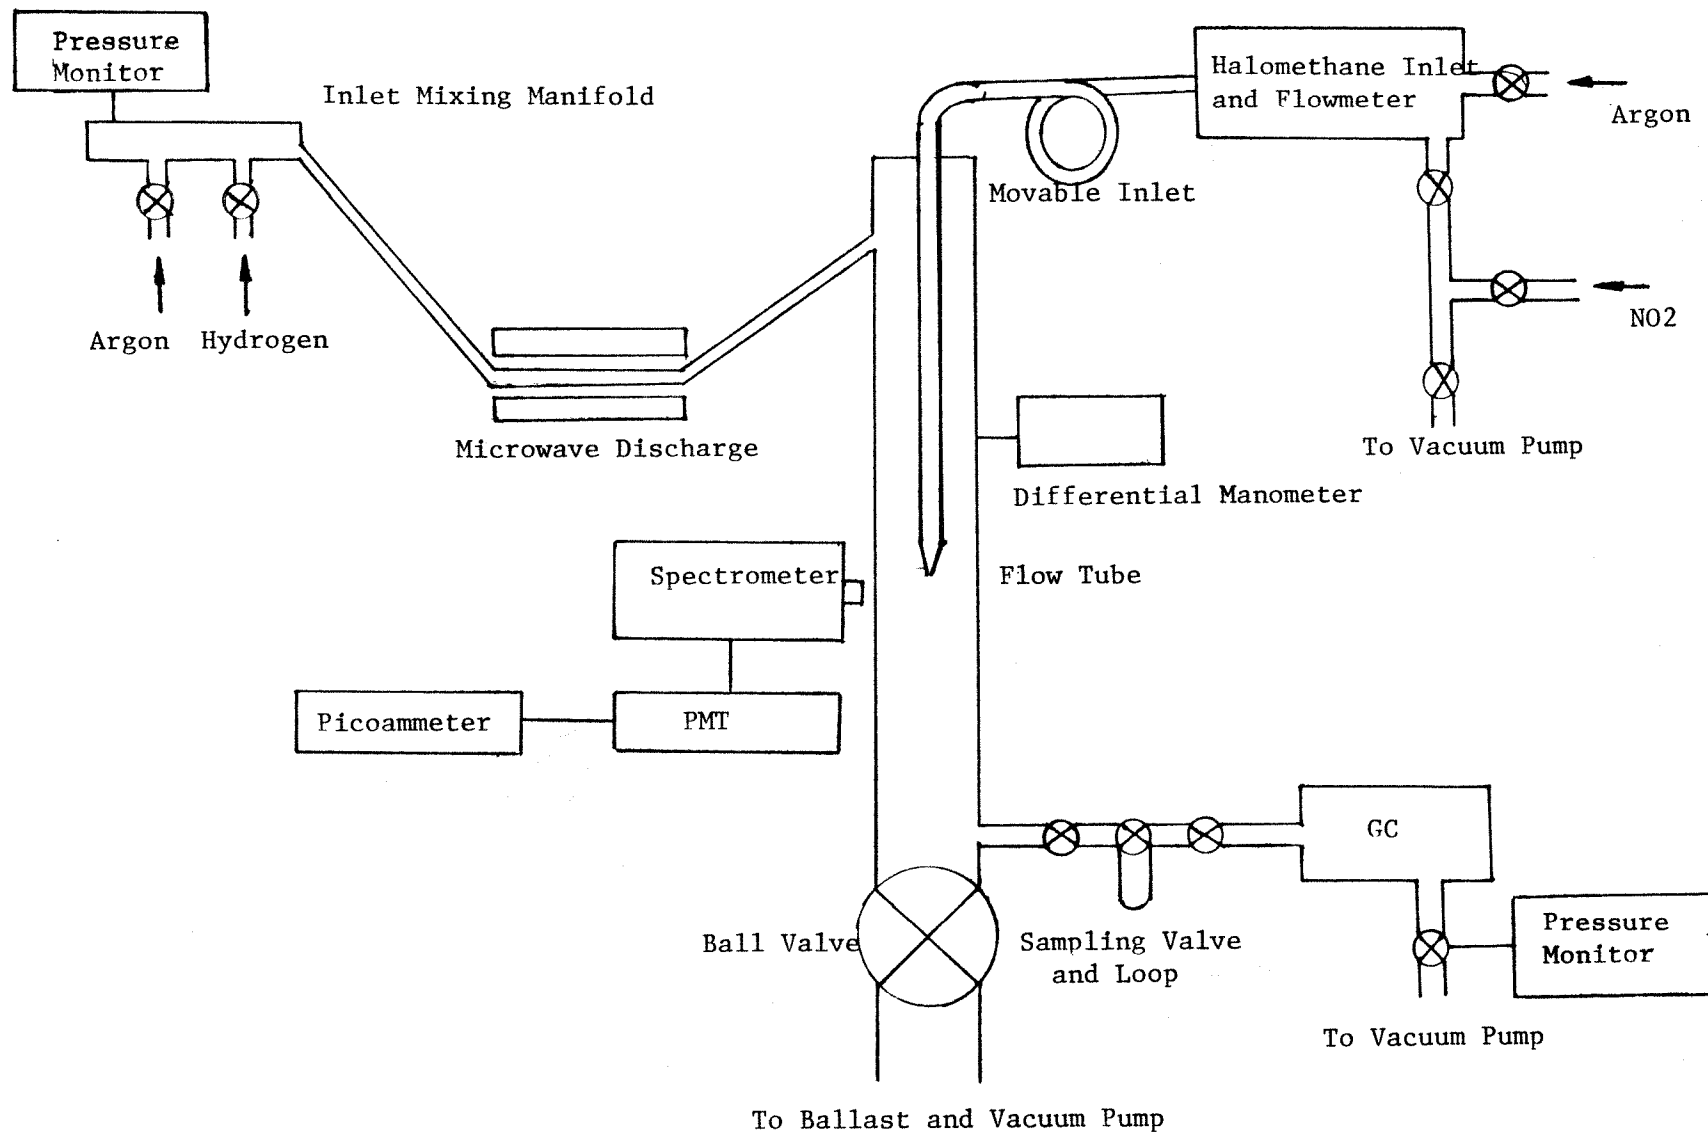 Pressure
Monitor
Inlet Mixing Manifold
Halomethane Inlet
and Flowmeter
Argon
Movable Inlet
NO2
Argon
Hydrogen
Microwave Discharge
To Vacuum Pump
Differential Manometer
Spectrometer
Flow Tube
Picoammeter
PMT
GC
Ball Valve
Sampling Valve
and Loop
Pressure
Monitor
To Vacuum Pump
To Ballast and Vacuum Pump